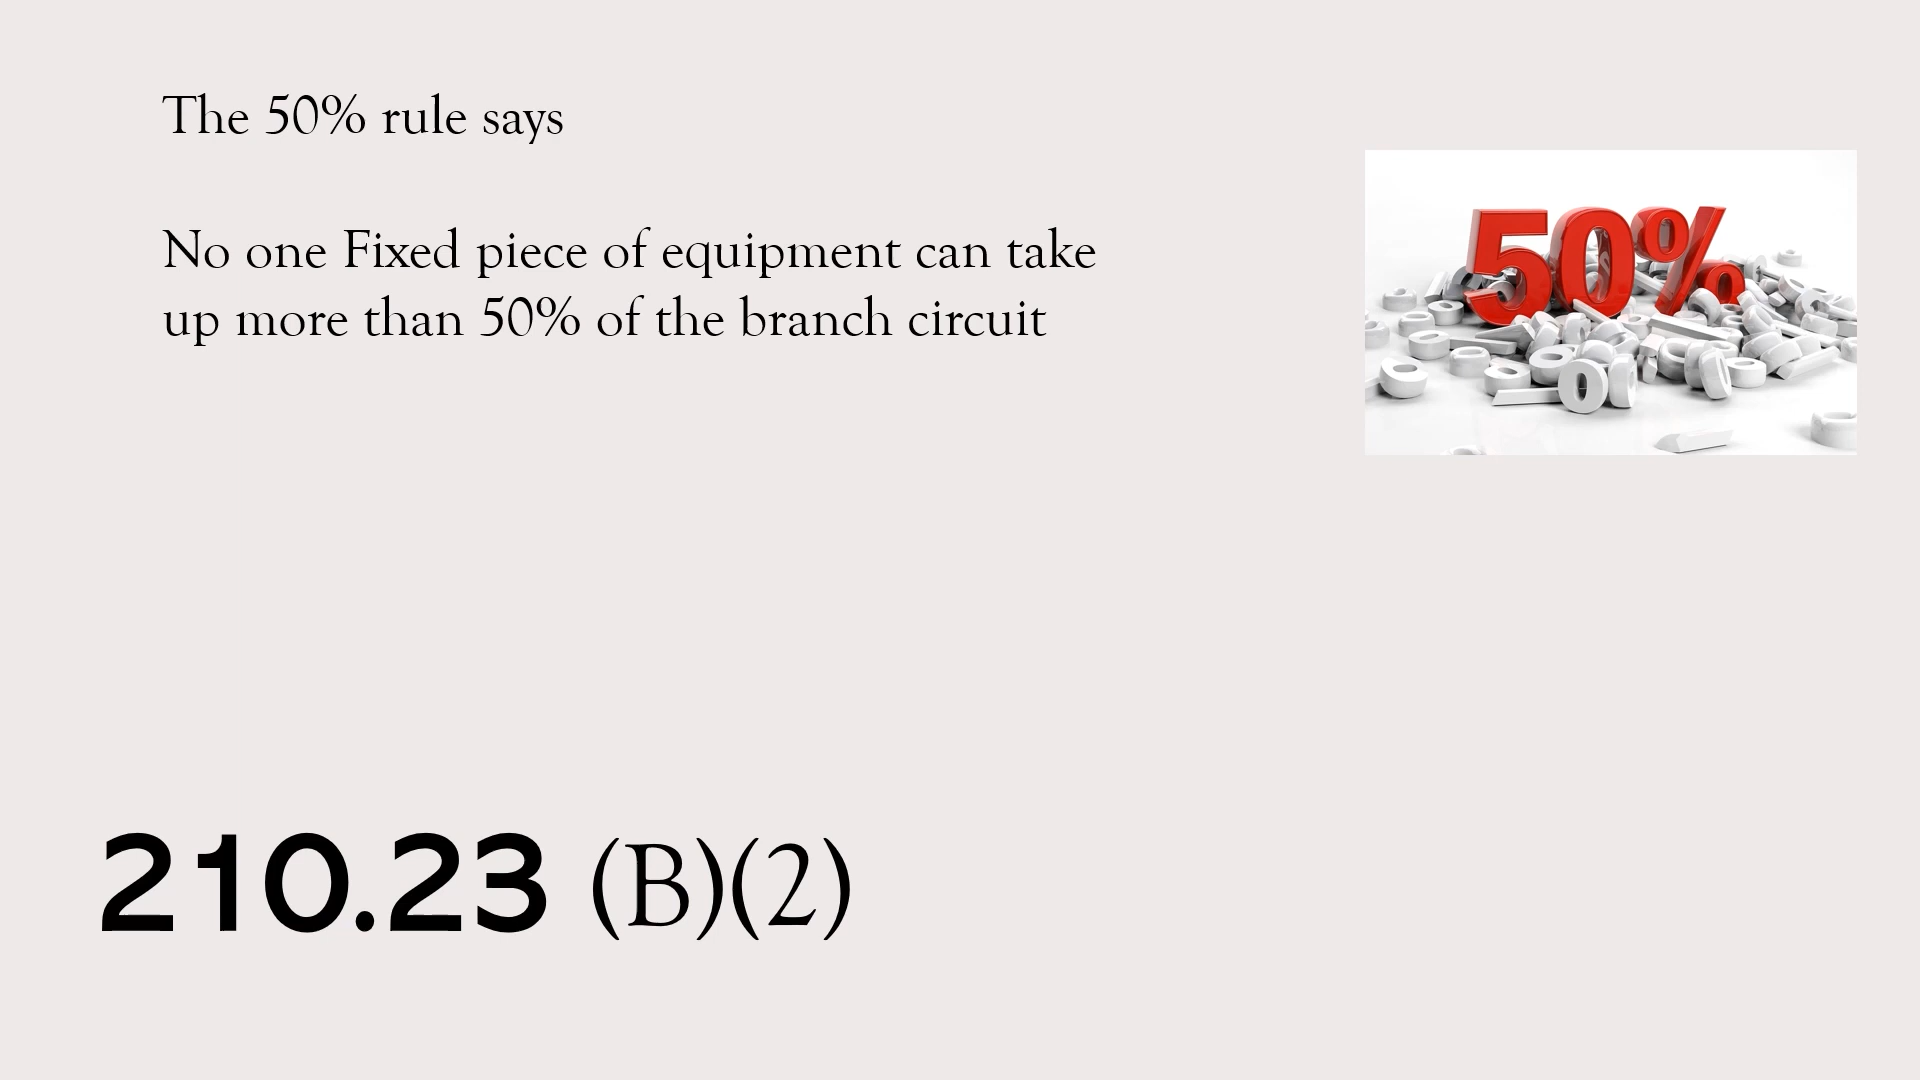 The 50% rule says
No one Fixed piece of equipment can take
up more than 50% of the branch circuit
50%
210.23 (B)(2)